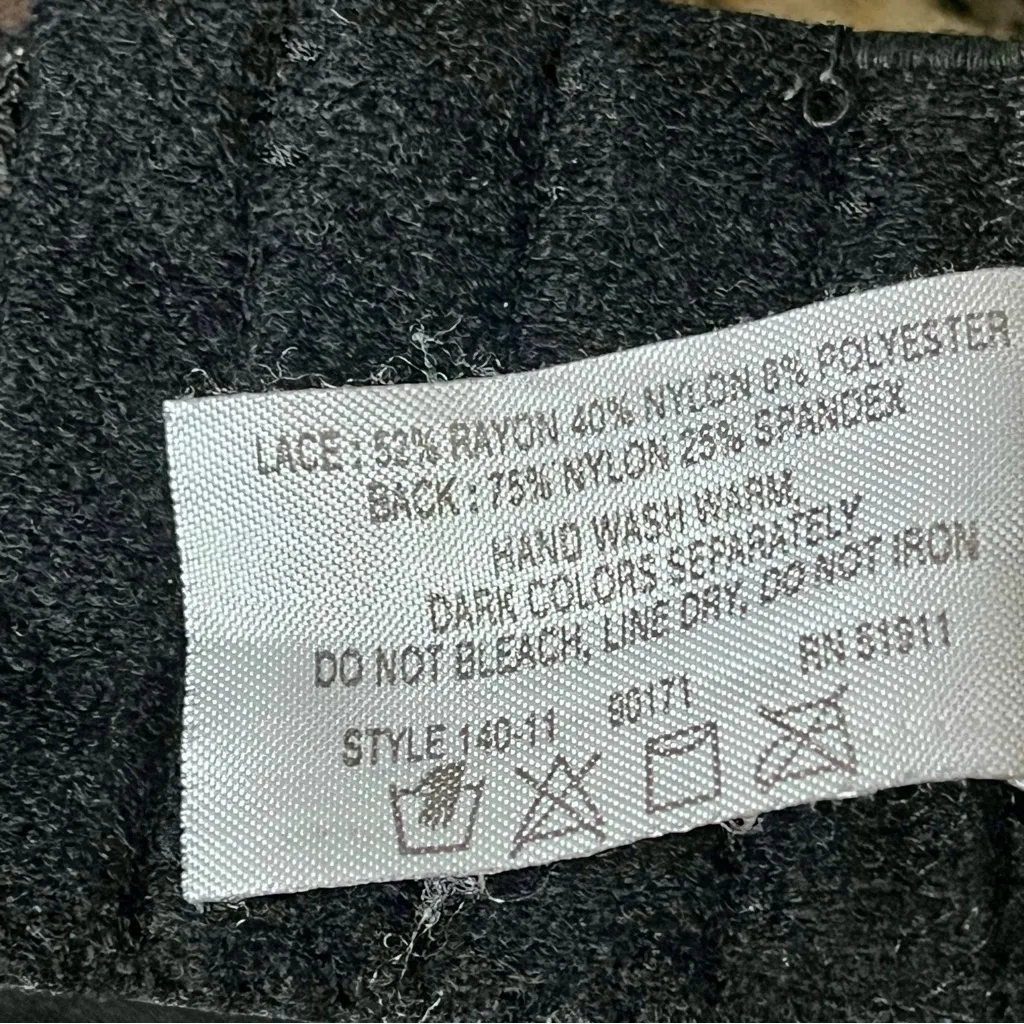 LACE : 52% RAYON 40% NYLON 8% POLYESTER
BACK : 75% NYLON 25% SPANDEX
HAND WASH WARM,
DARK COLORS SEPARATELY
DO NOT BLEACH, LINE DRY, DO NOT IRON
STYLE 140-11 80171 RN 51911